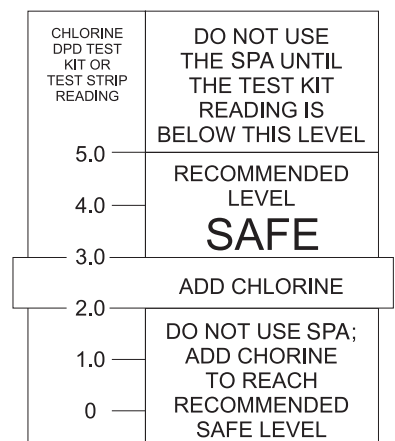 CHLORINE
DPD TEST
KIT OR
TEST STRIP
READING
DO NOT USE
THE SPA UNTIL
THE TEST KIT
READING IS
BELOW THIS LEVEL
5.0
RECOMMENDED
LEVEL
4.0
SAFE
3.0
ADD CHLORINE
2.0
DO NOT USE SPA;
ADD CHORINE
1.0
TO REACH
RECOMMENDED
0
SAFE LEVEL